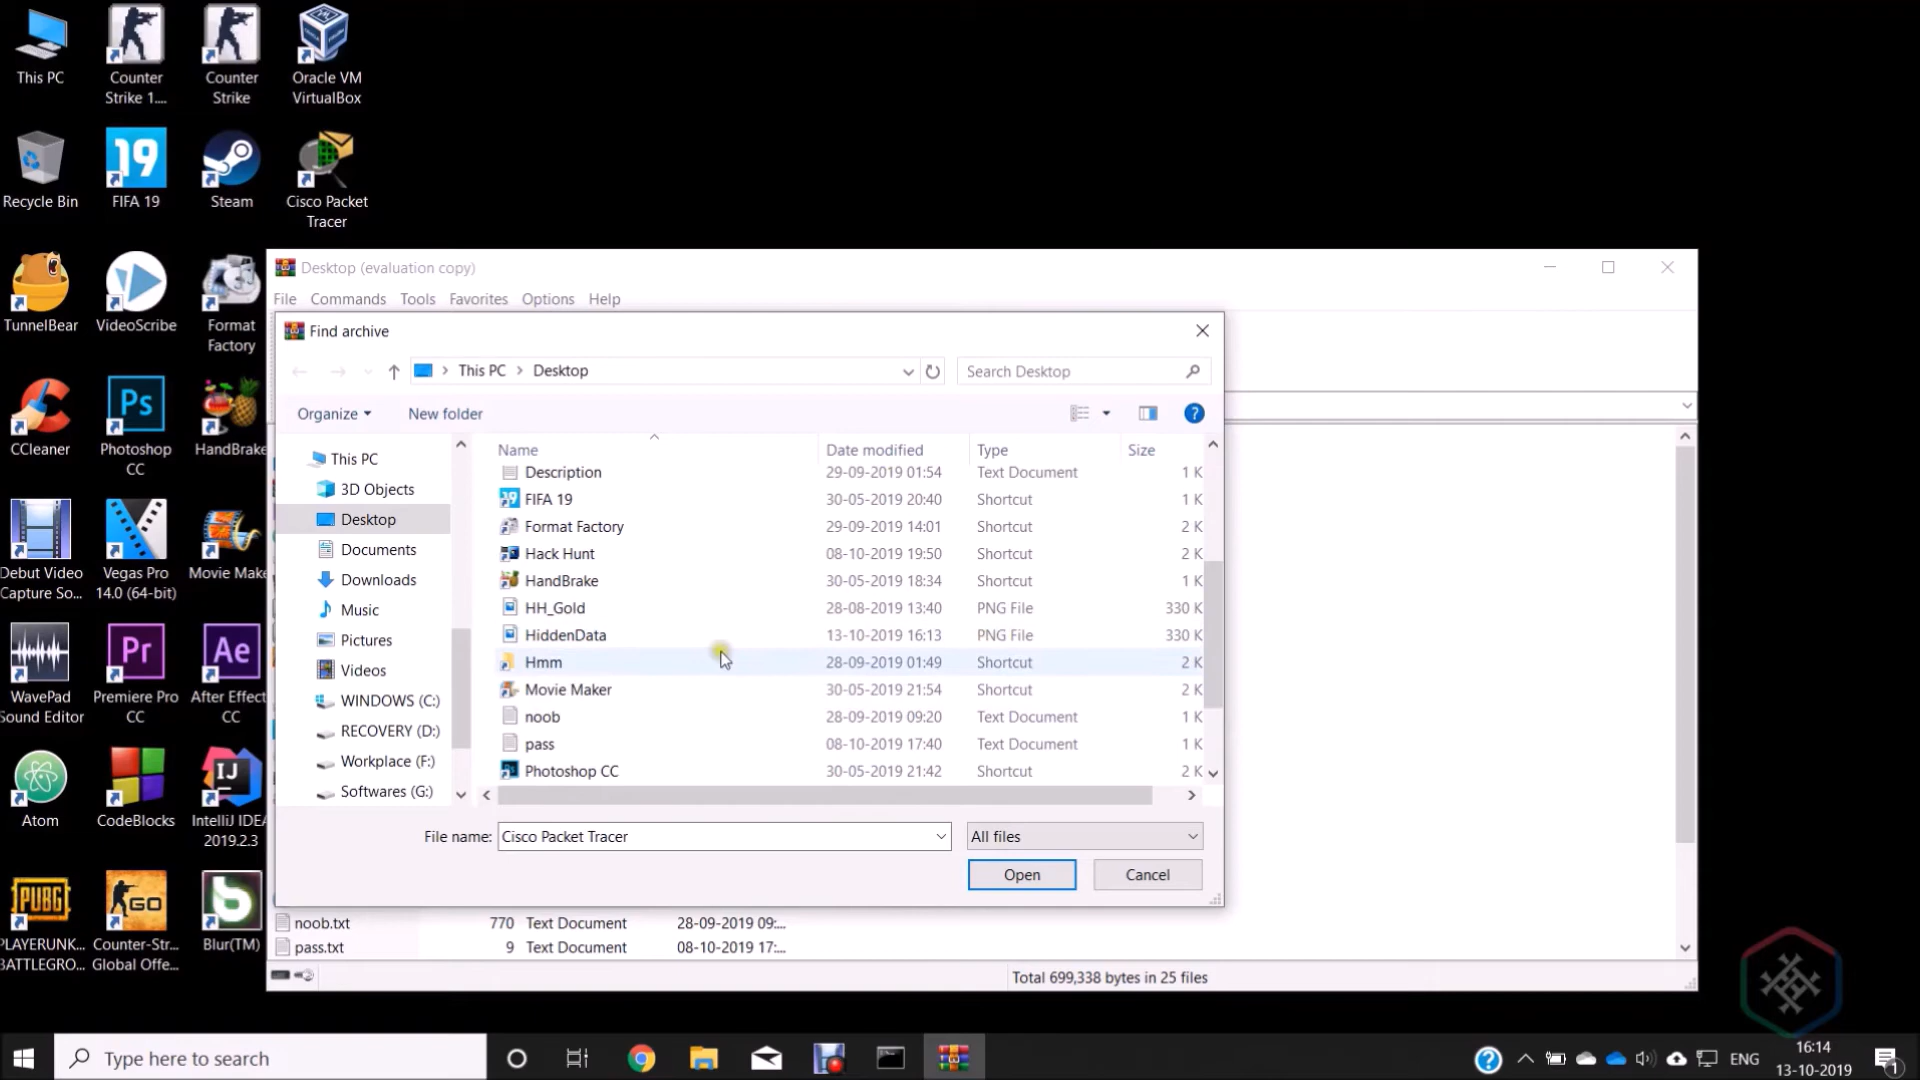 This PC
Counter
Strike 1....
Counter
Strike
Oracle VM
VirtualBox
Recycle Bin
19
FIFA 19
Steam
Cisco Packet
Tracer
TunnelBear
VideoScribe
Format
Factory
CCleaner
Ps
Photoshop
CC
HandBrake
Debut Video
Capture So...
Vegas Pro
14.0 (64-bit)
Movie Make
WavePad
Sound Editor
Pr
Premiere Pro
CC
Ae
After Effect
CC
Atom
CodeBlocks
IJ
IntelliJ IDEA
2019.2.3
PUBG
PLAYERUNK...
BATTLEGRO...
GO
Counter-Str...
Global Offe...
Blur(TM)
Desktop (evaluation copy)
File Commands Tools Favorites Options Help
Find archive
This PC > Desktop
Search Desktop
Organize New folder
This PC
3D Objects
Desktop
Documents
Downloads
Music
Pictures
Videos
WINDOWS (C:)
RECOVERY (D:)
Workplace (F:)
Softwares (G:)
Name Date modified Type Size
Description 29-09-2019 01:54 Text Document 1 K
FIFA 19 30-05-2019 20:40 Shortcut 1 K
Format Factory 29-09-2019 14:01 Shortcut 2 K
Hack Hunt 08-10-2019 19:50 Shortcut 2 K
HandBrake 30-05-2019 18:34 Shortcut 1 K
HH_Gold 28-08-2019 13:40 PNG File 330 K
HiddenData 13-10-2019 16:13 PNG File 330 K
Hmm 28-09-2019 01:49 Shortcut 2 K
Movie Maker 30-05-2019 21:54 Shortcut 2 K
noob 28-09-2019 09:20 Text Document 1 K
pass 08-10-2019 17:40 Text Document 1 K
Photoshop CC 30-05-2019 21:42 Shortcut 2 K
File name: Cisco Packet Tracer All files
Open Cancel
noob.txt 770 Text Document 28-09-2019 09:...
pass.txt 9 Text Document 08-10-2019 17:...
Total 699,338 bytes in 25 files
Type here to search
ENG
16:14
13-10-2019
1